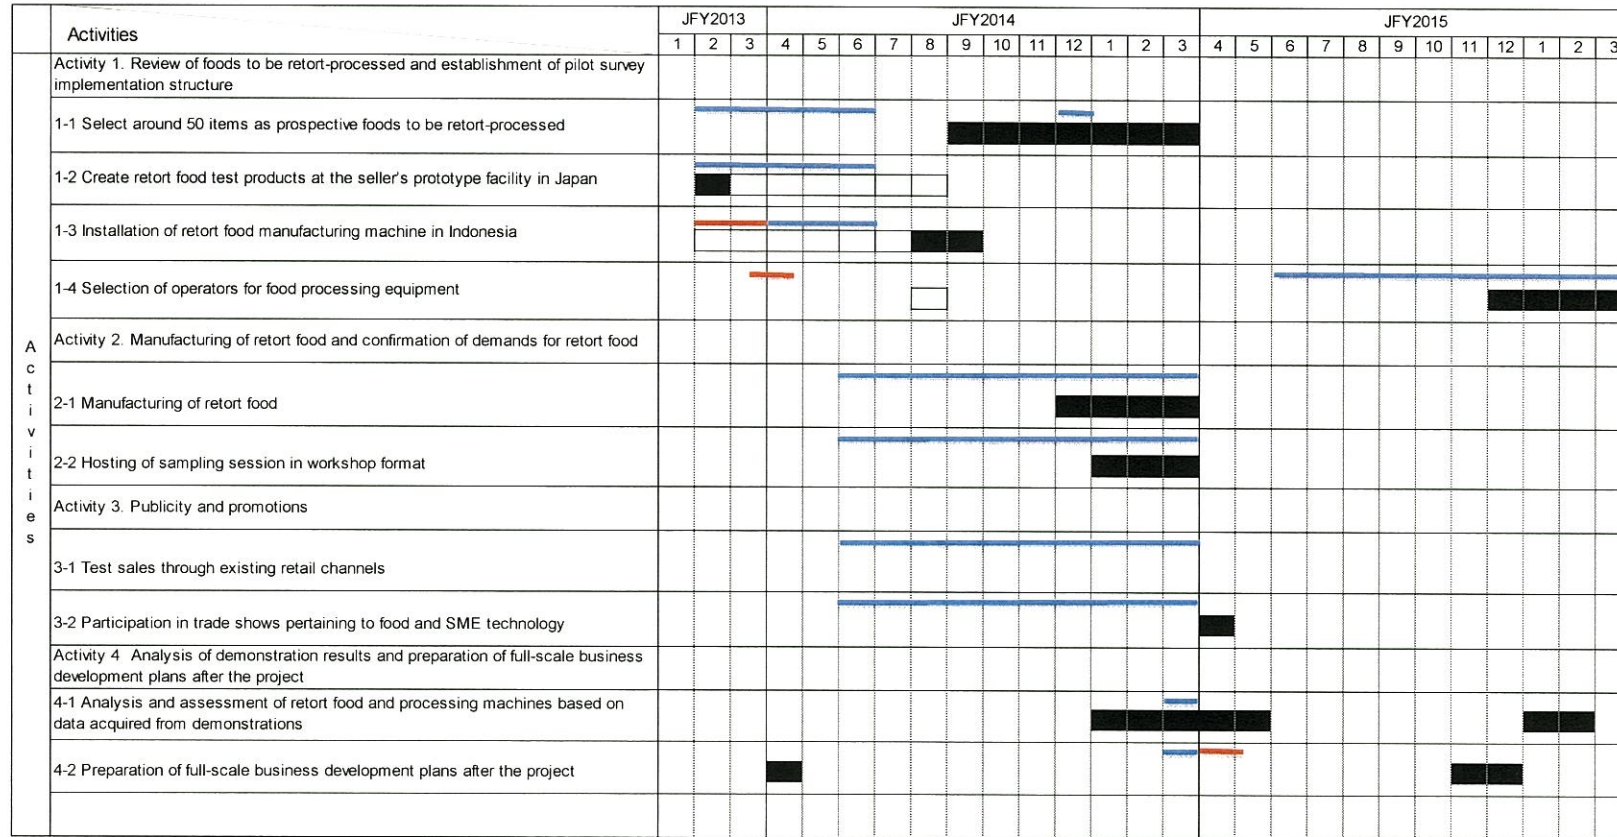 Activities
JFY2013 JFY2014 JFY2015
1 2 3 4 5 6 7 8 9 10 11 12 1 2 3 4 5 6 7 8 9 10 11 12 1 2 3
Activities
Activity 1. Review of foods to be retort-processed and establishment of pilot survey
implementation structure
1-1 Select around 50 items as prospective foods to be retort-processed
1-2 Create retort food test products at the seller's prototype facility in Japan
1-3 Installation of retort food manufacturing machine in Indonesia
1-4 Selection of operators for food processing equipment
Activity 2. Manufacturing of retort food and confirmation of demands for retort food
2-1 Manufacturing of retort food
2-2 Hosting of sampling session in workshop format
Activity 3. Publicity and promotions
3-1 Test sales through existing retail channels
3-2 Participation in trade shows pertaining to food and SME technology
Activity 4 Analysis of demonstration results and preparation of full-scale business
development plans after the project
4-1 Analysis and assessment of retort food and processing machines based on
data acquired from demonstrations
4-2 Preparation of full-scale business development plans after the project